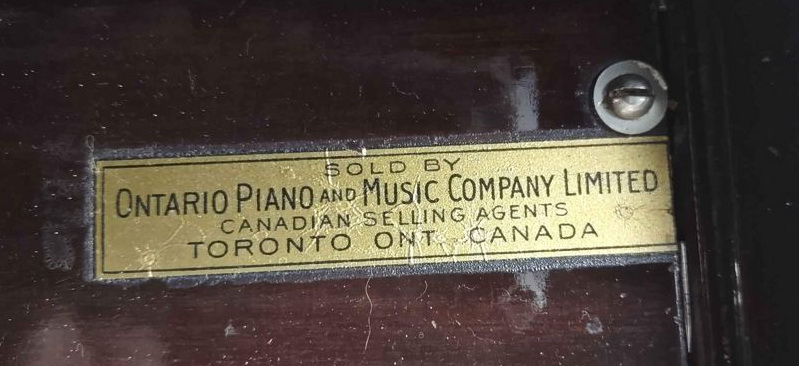 SOLD BY
ONTARIO PIANO AND MUSIC COMPANY LIMITED
CANADIAN SELLING AGENTS
TORONTO ONT. CANADA